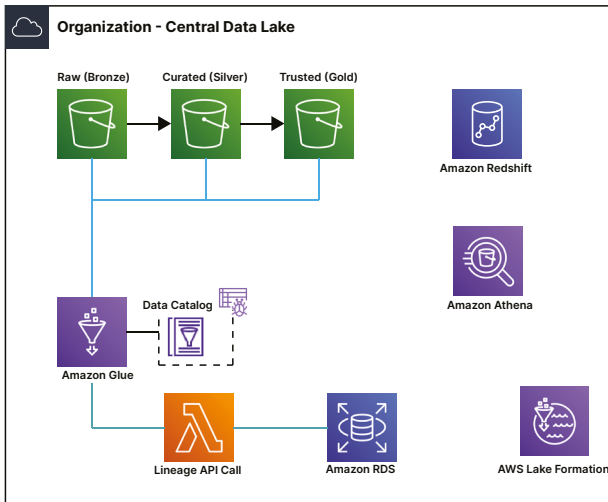 Organization - Central Data Lake
Raw (Bronze)
Curated (Silver)
Trusted (Gold)
Amazon Redshift
Amazon Athena
Data Catalog
Amazon Glue
Lineage API Call
Amazon RDS
AWS Lake Formation